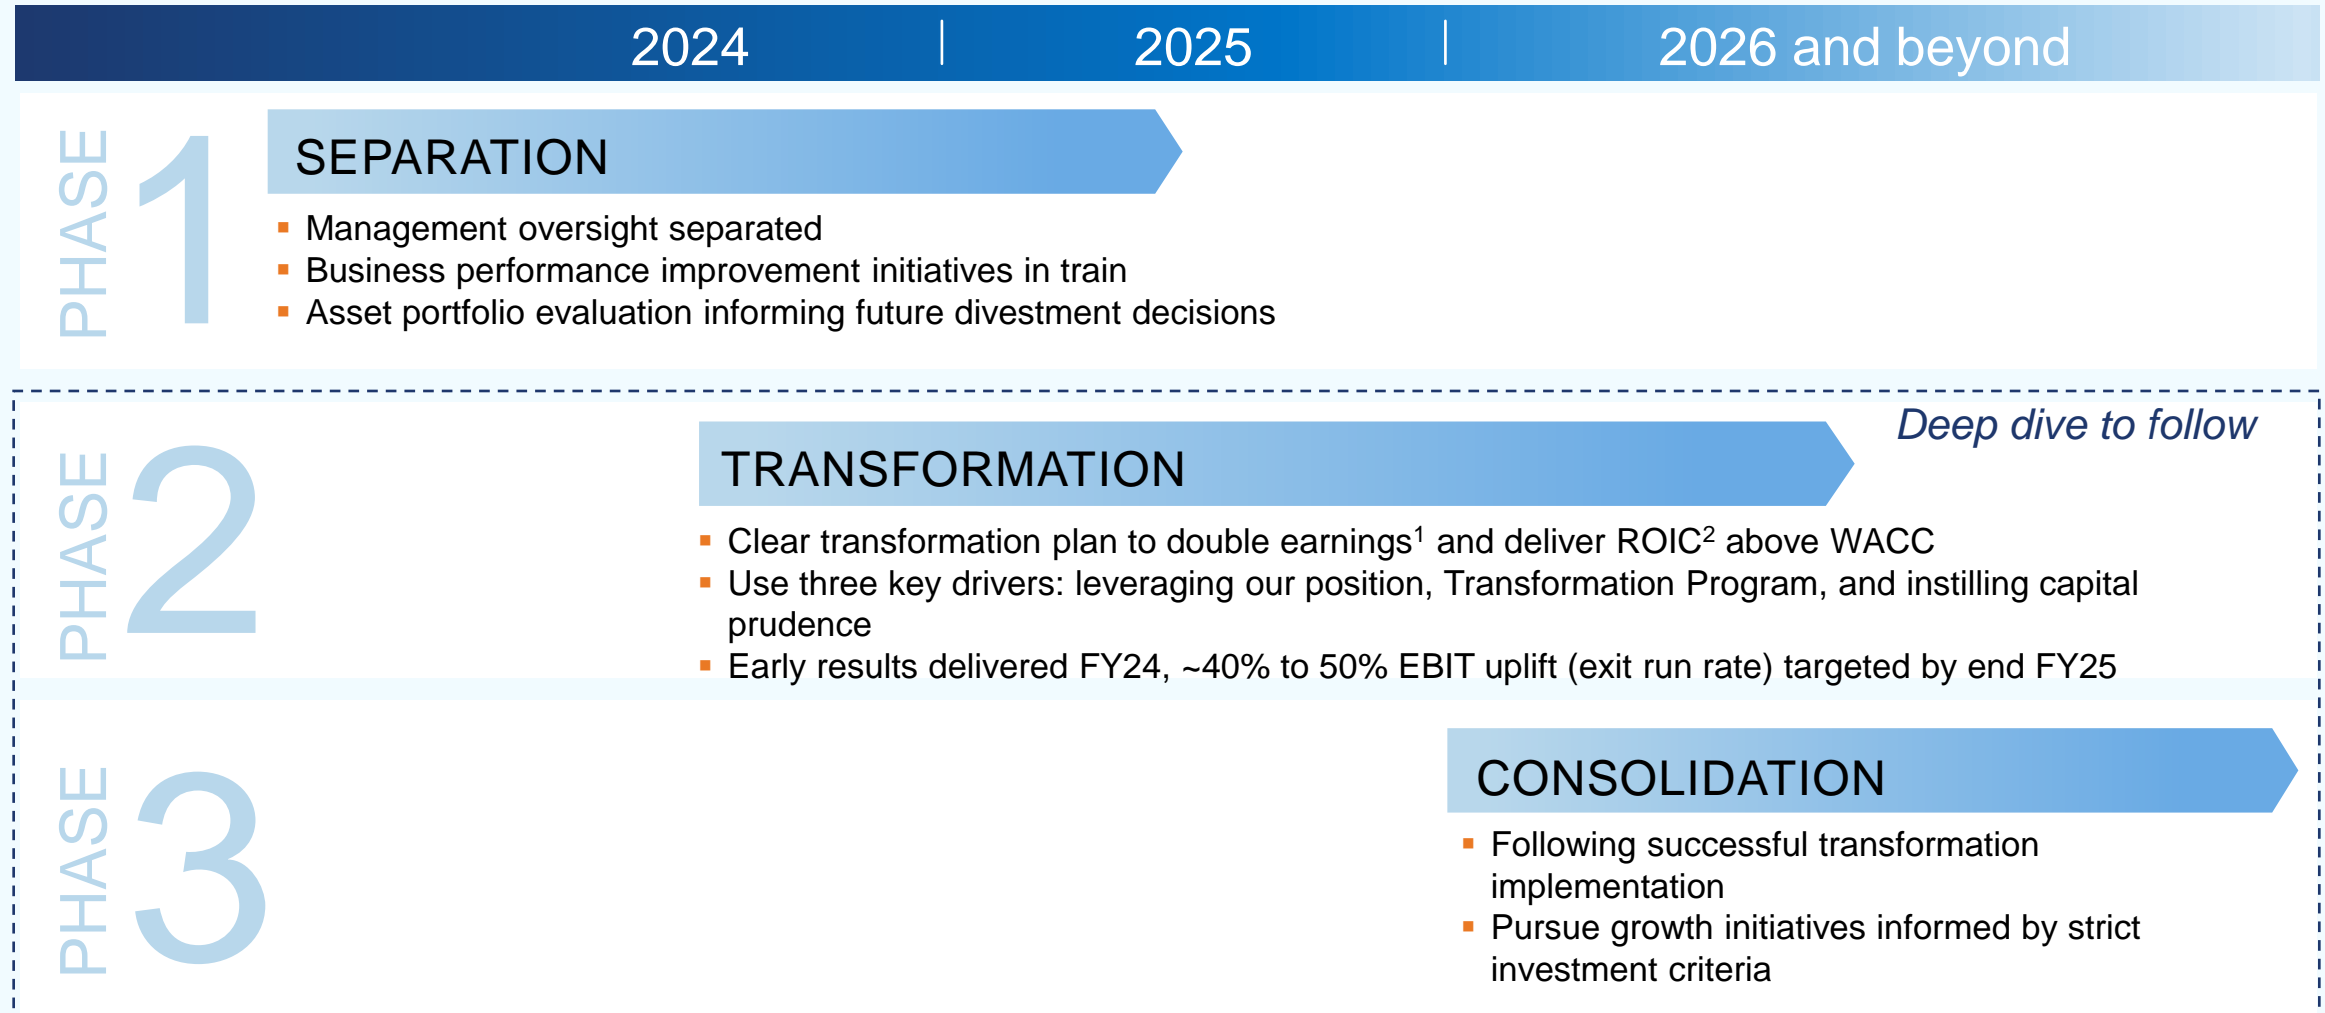 2024 | 2025 | 2026 and beyond
PHASE 1
SEPARATION
▪ Management oversight separated
▪ Business performance improvement initiatives in train
▪ Asset portfolio evaluation informing future divestment decisions
Deep dive to follow
PHASE 2
TRANSFORMATION
▪ Clear transformation plan to double earnings¹ and deliver ROIC² above WACC
▪ Use three key drivers: leveraging our position, Transformation Program, and instilling capital
prudence
▪ Early results delivered FY24, ~40% to 50% EBIT uplift (exit run rate) targeted by end FY25
PHASE 3
CONSOLIDATION
▪ Following successful transformation
implementation
▪ Pursue growth initiatives informed by strict
investment criteria